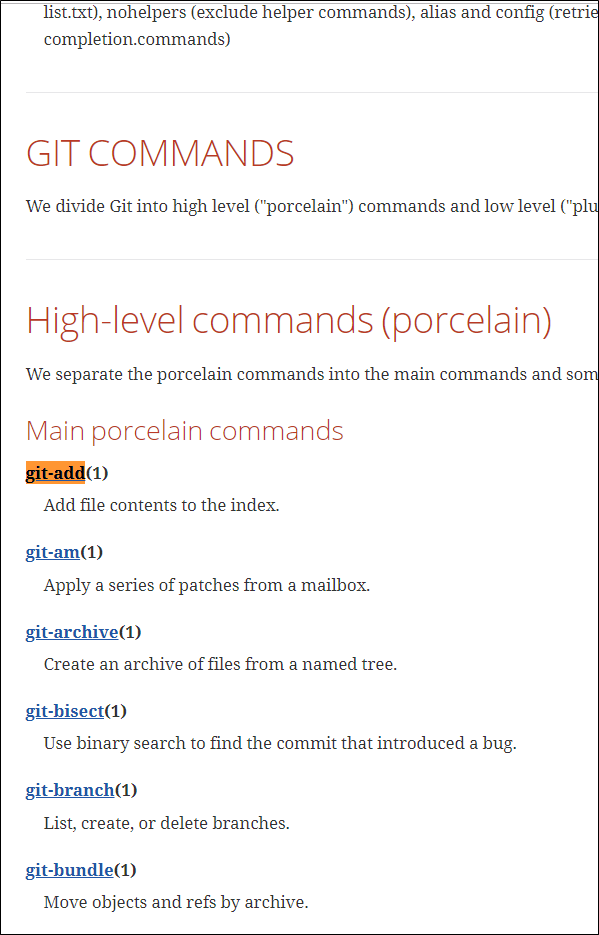 list.txt), nohelpers (exclude helper commands), alias and config (retrie
completion.commands)
GIT COMMANDS
We divide Git into high level ("porcelain") commands and low level ("plu
High-level commands (porcelain)
We separate the porcelain commands into the main commands and som
Main porcelain commands
git-add(1)
Add file contents to the index.
git-am(1)
Apply a series of patches from a mailbox.
git-archive(1)
Create an archive of files from a named tree.
git-bisect(1)
Use binary search to find the commit that introduced a bug.
git-branch(1)
List, create, or delete branches.
git-bundle(1)
Move objects and refs by archive.